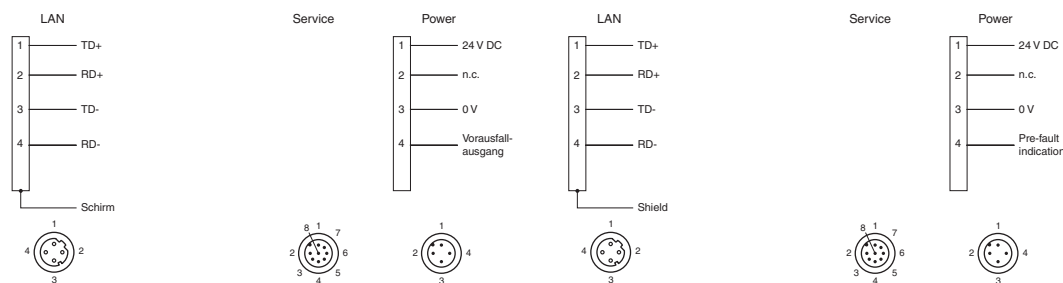 LAN
1 TD+
2 RD+
3 TD-
4 RD-
Schirm
1
4 2
3
Service
8 1 7
2 6
3 4 5
Power
1 24 V DC
2 n.c.
3 0 V
4 Vorausfall-
ausgang
1
2 4
3
LAN
1 TD+
2 RD+
3 TD-
4 RD-
Shield
1
4 2
3
Service
8 1 7
2 6
3 4 5
Power
1 24 V DC
2 n.c.
3 0 V
4 Pre-fault
indication
1
2 4
3